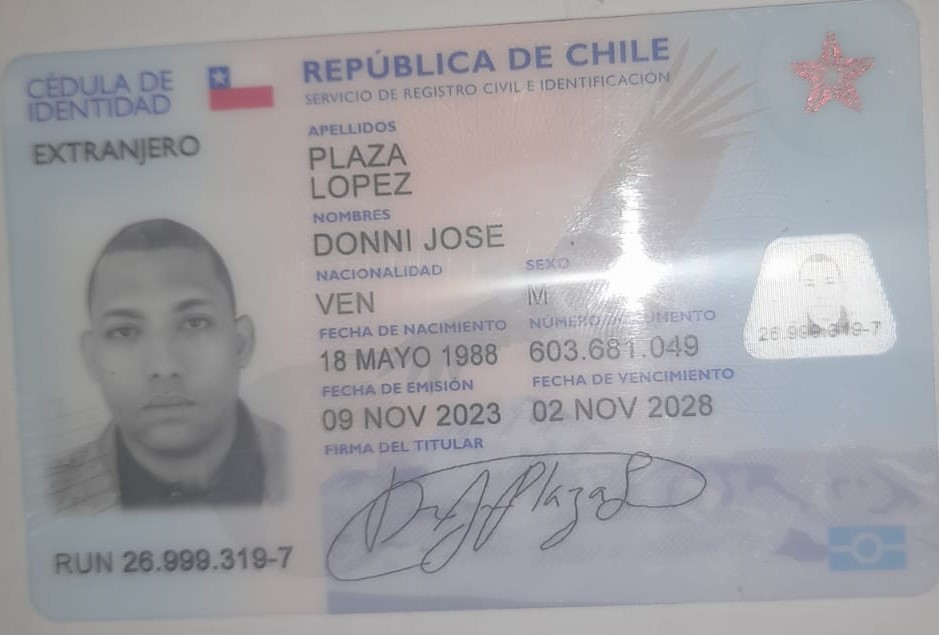 CÉDULA DE
IDENTIDAD
EXTRANJERO
REPÚBLICA DE CHILE
SERVICIO DE REGISTRO CIVIL E IDENTIFICACIÓN
APELLIDOS
PLAZA
LOPEZ
NOMBRES
DONNI JOSE
NACIONALIDAD
VEN
SEXO
M
FECHA DE NACIMIENTO
18 MAYO 1988
NÚMERO DOCUMENTO
603.681.049
FECHA DE EMISIÓN
09 NOV 2023
FECHA DE VENCIMIENTO
02 NOV 2028
FIRMA DEL TITULAR
Plaza L
26.999.319-7
RUN 26.999.319-7